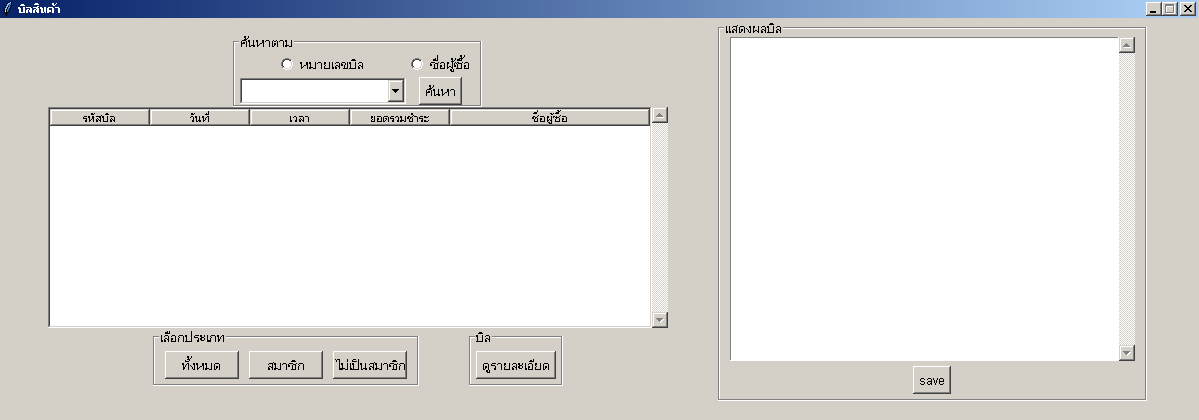 บิลสินค้า
ค้นหาตาม
หมายเลขบิล ชื่อผู้ซื้อ
ค้นหา
รหัสบิล วันที่ เวลา ยอดรวมชำระ ชื่อผู้ซื้อ
เลือกประเภท
ทั้งหมด สมาชิก ไม่เป็นสมาชิก
บิล
ดูรายละเอียด
แสดงผลบิล
save